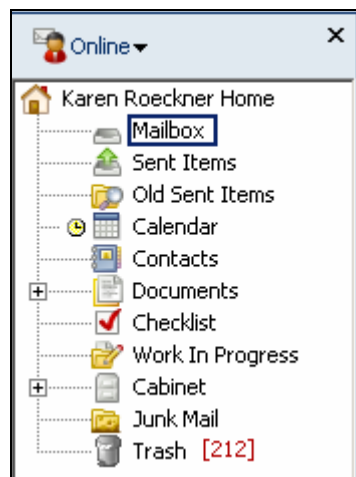 Online
Karen Roeckner Home
Mailbox
Sent Items
Old Sent Items
Calendar
Contacts
Documents
Checklist
Work In Progress
Cabinet
Junk Mail
Trash [212]